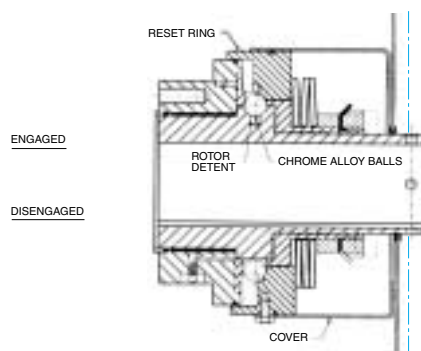 RESET RING
ENGAGED
ROTOR
DETENT
CHROME ALLOY BALLS
DISENGAGED
COVER